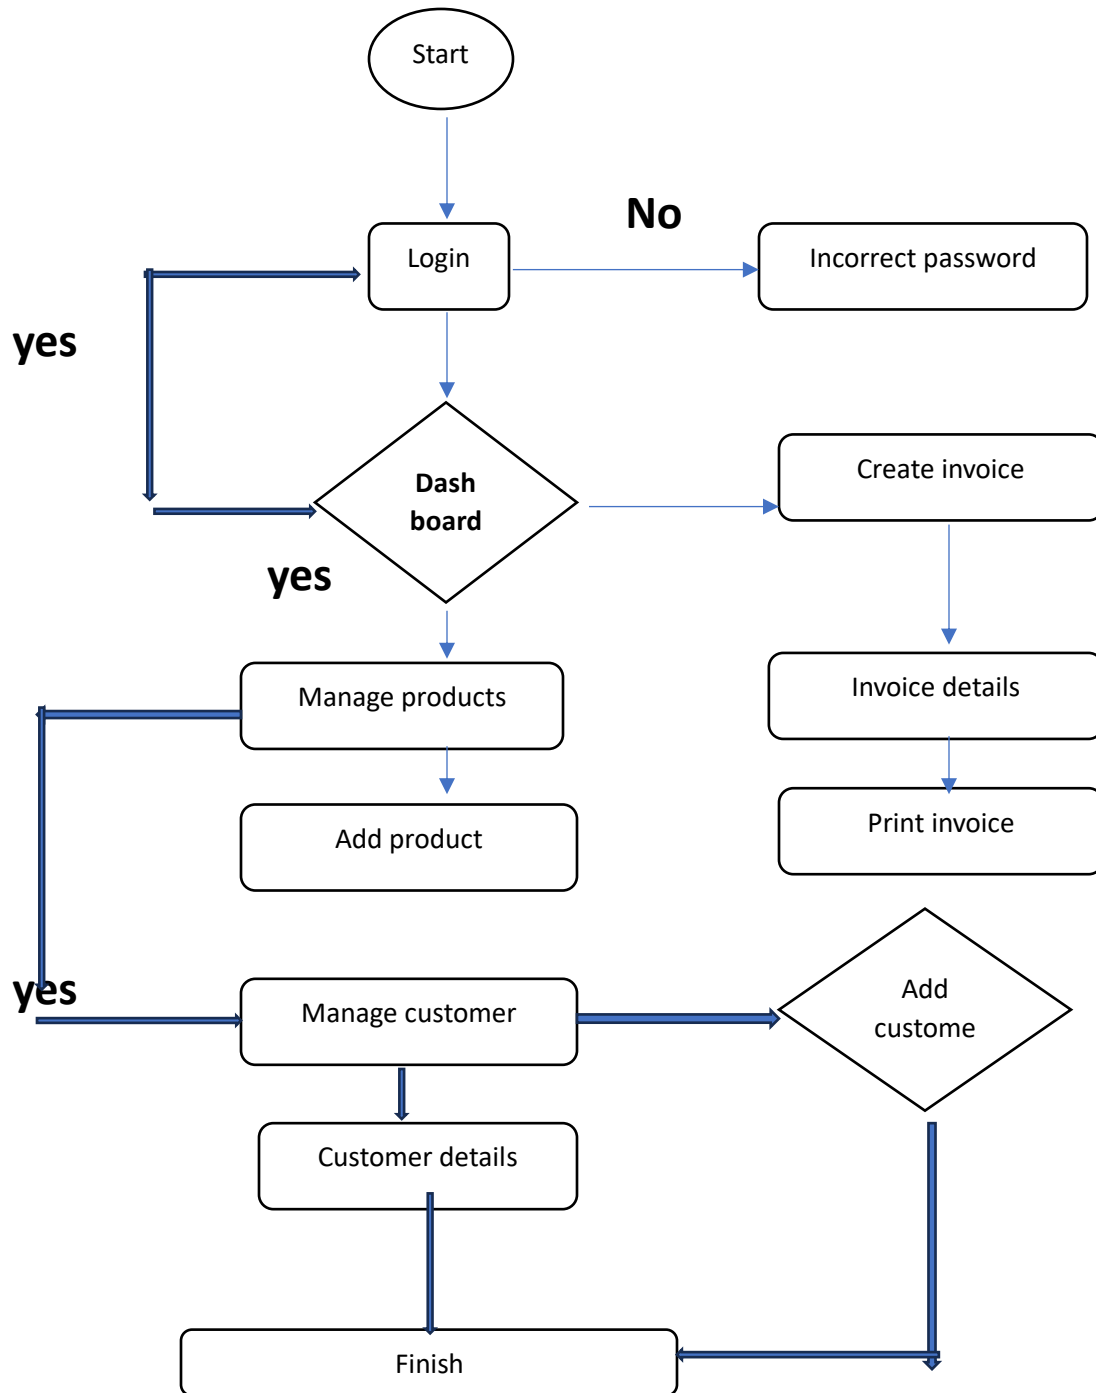 Start
No
Login
Incorrect password
yes
Create invoice
Dash
board
yes
Manage products
Invoice details
Add product
Print invoice
yes
Manage customer
Add
custome
Customer details
Finish